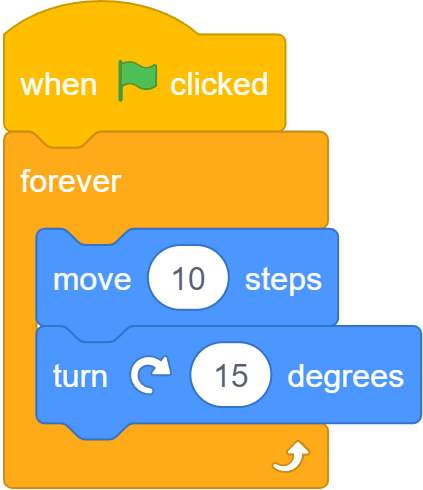 when clicked
forever
move 10 steps
turn 15 degrees